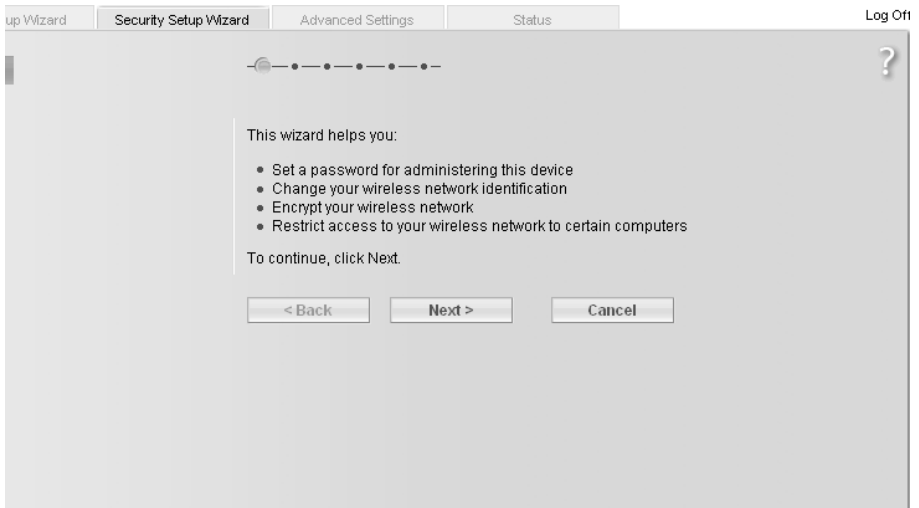 up Wizard
Security Setup Wizard
Advanced Settings
Status
Log Off
?
This wizard helps you:
• Set a password for administering this device
• Change your wireless network identification
• Encrypt your wireless network
• Restrict access to your wireless network to certain computers
To continue, click Next.
< Back
Next >
Cancel